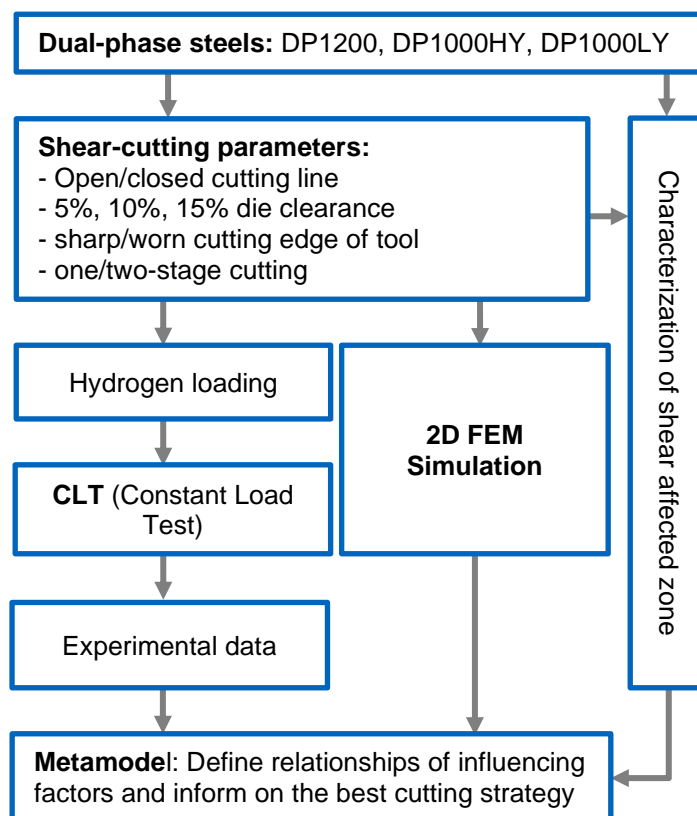 Dual-phase steels: DP1200, DP1000HY, DP1000LY
Shear-cutting parameters:
- Open/closed cutting line
- 5%, 10%, 15% die clearance
- sharp/worn cutting edge of tool
- one/two-stage cutting
Characterization of shear affected zone
Hydrogen loading
2D FEM
Simulation
CLT (Constant Load
Test)
Experimental data
Metamodel: Define relationships of influencing
factors and inform on the best cutting strategy